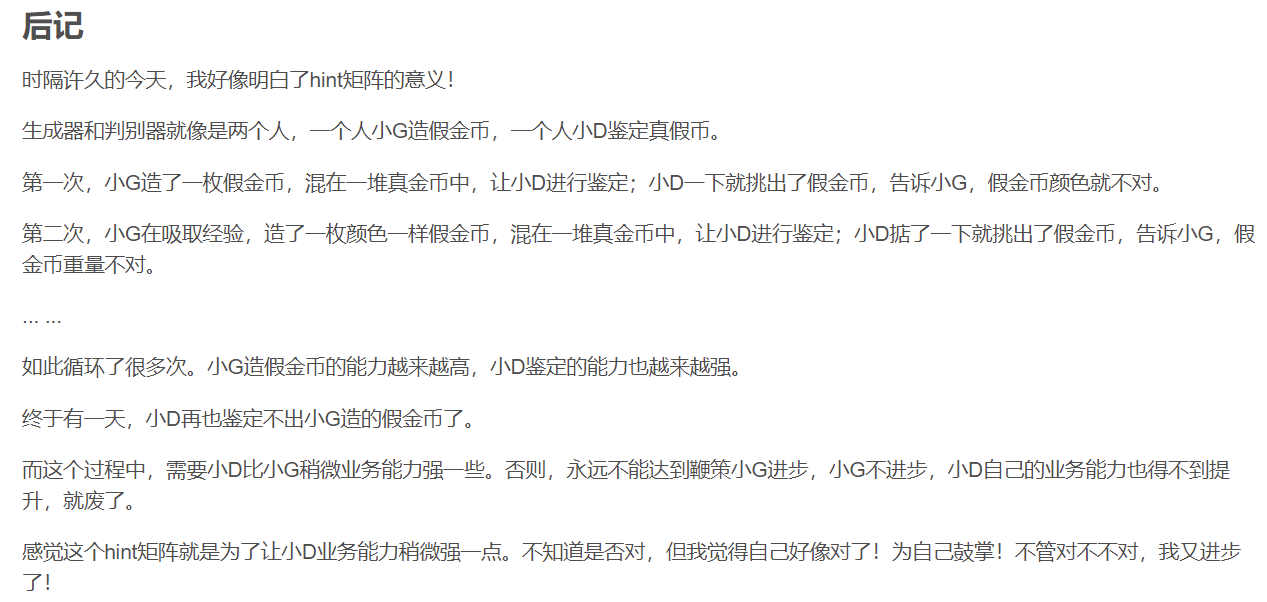 后记
时隔许久的今天，我好像明白了hint矩阵的意义！
生成器和判别器就像是两个人，一个人小G造假金币，一个人小D鉴定真假币。
第一次，小G造了一枚假金币，混在一堆真金币中，让小D进行鉴定；小D一下就挑出了假金币，告诉小G，假金币颜色就不对。
第二次，小G在吸取经验，造了一枚颜色一样假金币，混在一堆真金币中，让小D进行鉴定；小D掂了一下就挑出了假金币，告诉小G，假
金币重量不对。
... ...
如此循环了很多次。小G造假金币的能力越来越高，小D鉴定的能力也越来越强。
终于有一天，小D再也鉴定不出小G造的假金币了。
而这个过程中，需要小D比小G稍微业务能力强一些。否则，永远不能达到鞭策小G进步，小G不进步，小D自己的业务能力也得不到提
升，就废了。
感觉这个hint矩阵就是为了让小D业务能力稍微强一点。不知道是否对，但我觉得自己好像对了！为自己鼓掌！不管对不不对，我又进步
了！